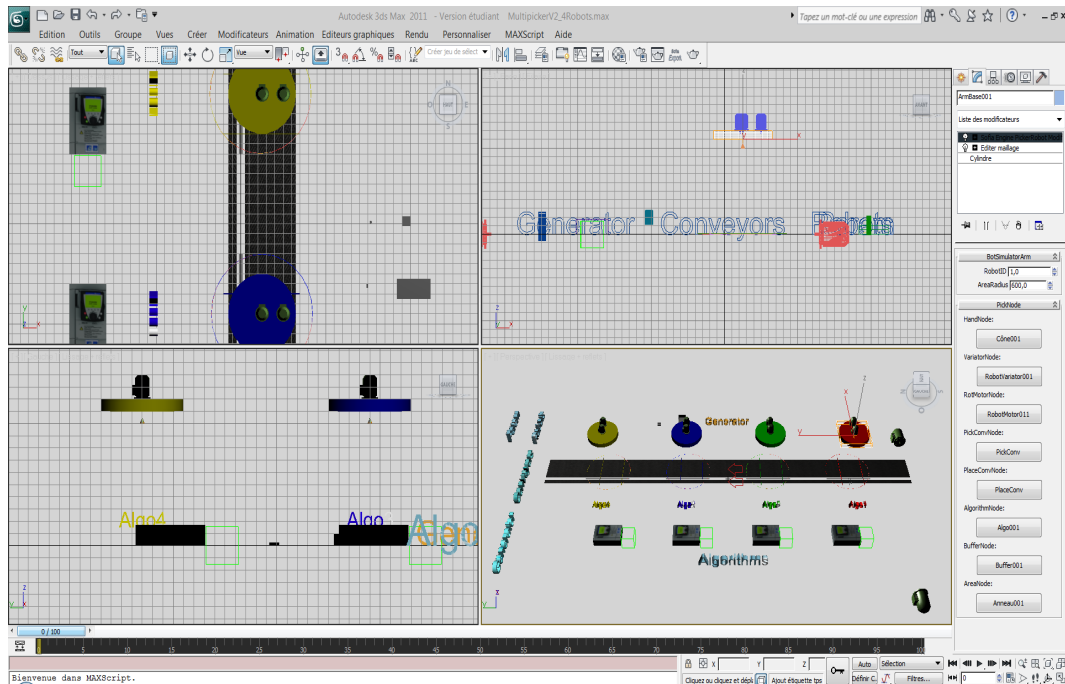 Autodesk 3ds Max 2011 - Version étudiant MultipickerV2_4Robots.max
Tapez un mot-clé ou une expression
Edition Outils Groupe Vues Créer Modificateurs Animation Editeurs graphiques Rendu Personnaliser MAXScript Aide
Tout
Vue
Créer jeu de sélect
ArmBase001
Liste des modificateurs
Editer maillage
Cylindre
Generator Conveyors
BotSimulatorArm
RobotID 1,0
AreaRadius 600,0
PickNode
HandNode:
Cône001
VariatorNode:
RobotVariator001
RotMotorNode:
RobotMotor011
PickConvNode:
PickConv
PlaceConvNode:
PlaceConv
AlgorithmNode:
Algo001
BufferNode:
Buffer001
AreaNode:
Anneau001
Algo4
Algo
Algo
Generator
Algorithms
0 / 100
0 5 10 15 20 25 30 35 40 45 50 55 60 65 70 75 80 85 90 95 100
X Y Z
Auto Sélection
Bienvenue dans MAXScript.
Cliquez ou cliquez et dépla
Ajout étiquette tps
Définir C.
Filtres...
0